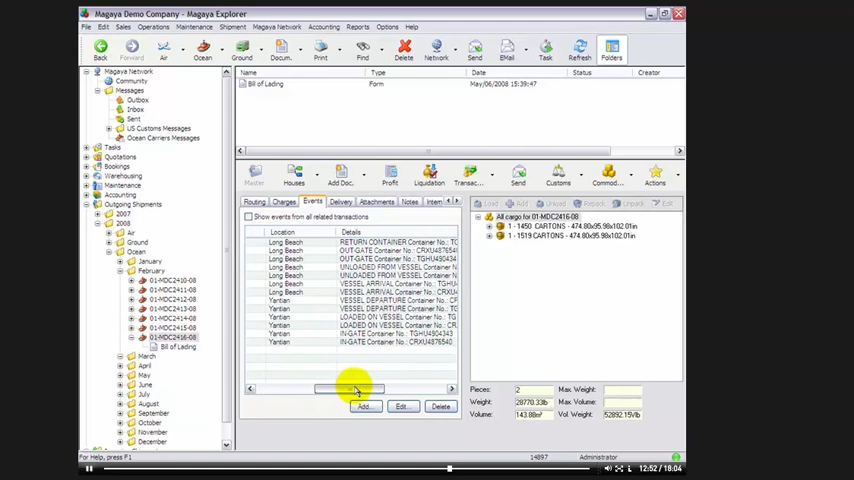 Magaya Demo Company - Magaya Explorer
File Edit Sales Operations Maintenance Shipment Magaya Network Accounting Reports Options Help
Back Forward Air Ocean Ground Docum. Print Find Delete Network Send EMail Task Refresh Folders
Magaya Network
Community
Messages
Outbox
Inbox
Sent
US Customs Messages
Ocean Carriers Messages
Tasks
Quotations
Bookings
Warehousing
Maintenance
Accounting
Outgoing Shipments
2007
2008
Air
Ground
Ocean
January
February
01-MDC2410-08
01-MDC2411-08
01-MDC2412-08
01-MDC2413-08
01-MDC2414-08
01-MDC2415-08
01-MDC2416-08
Bill of Lading
March
April
May
June
July
August
September
October
November
December
Name Type Date Status Creator
Bill of Lading Form May/06/2008 15:39:47
Master Houses Add Doc. Profit Liquidation Transac... Send Customs Commod... Actions
Routing Charges Events Delivery Attachments Notes Intern
Show events from all related transactions
Location Details
Long Beach RETURN CONTAINER Container No.: TG
Long Beach OUT-GATE Container No.: CRXU4876540
Long Beach OUT-GATE Container No.: TGHU4904343
Long Beach UNLOADED FROM VESSEL Container N
Long Beach UNLOADED FROM VESSEL Container N
Long Beach VESSEL ARRIVAL Container No.: TGHU
Long Beach VESSEL ARRIVAL Container No.: CRXU
Yantian VESSEL DEPARTURE Container No.: C
Yantian VESSEL DEPARTURE Container No.: T
Yantian LOADED ON VESSEL Container No.: T
Yantian LOADED ON VESSEL Container No.: C
Yantian IN-GATE Container No.: TGHU4904343
Yantian IN-GATE Container No.: CRXU4876540
Add... Edit... Delete
Load Add Unload Repack Unpack Edit
All cargo for 01-MDC2416-08
1 - 1450 CARTONS - 474.80x95.98x102.01in
1 - 1519 CARTONS - 474.80x95.98x102.01in
Pieces: 2 Max. Weight:
Weight: 28770.33lb Max. Volume:
Volume: 143.88m³ Vol. Weight: 52892.15Vlb
For Help, press F1 14897 Administrator
12:52 / 18:04